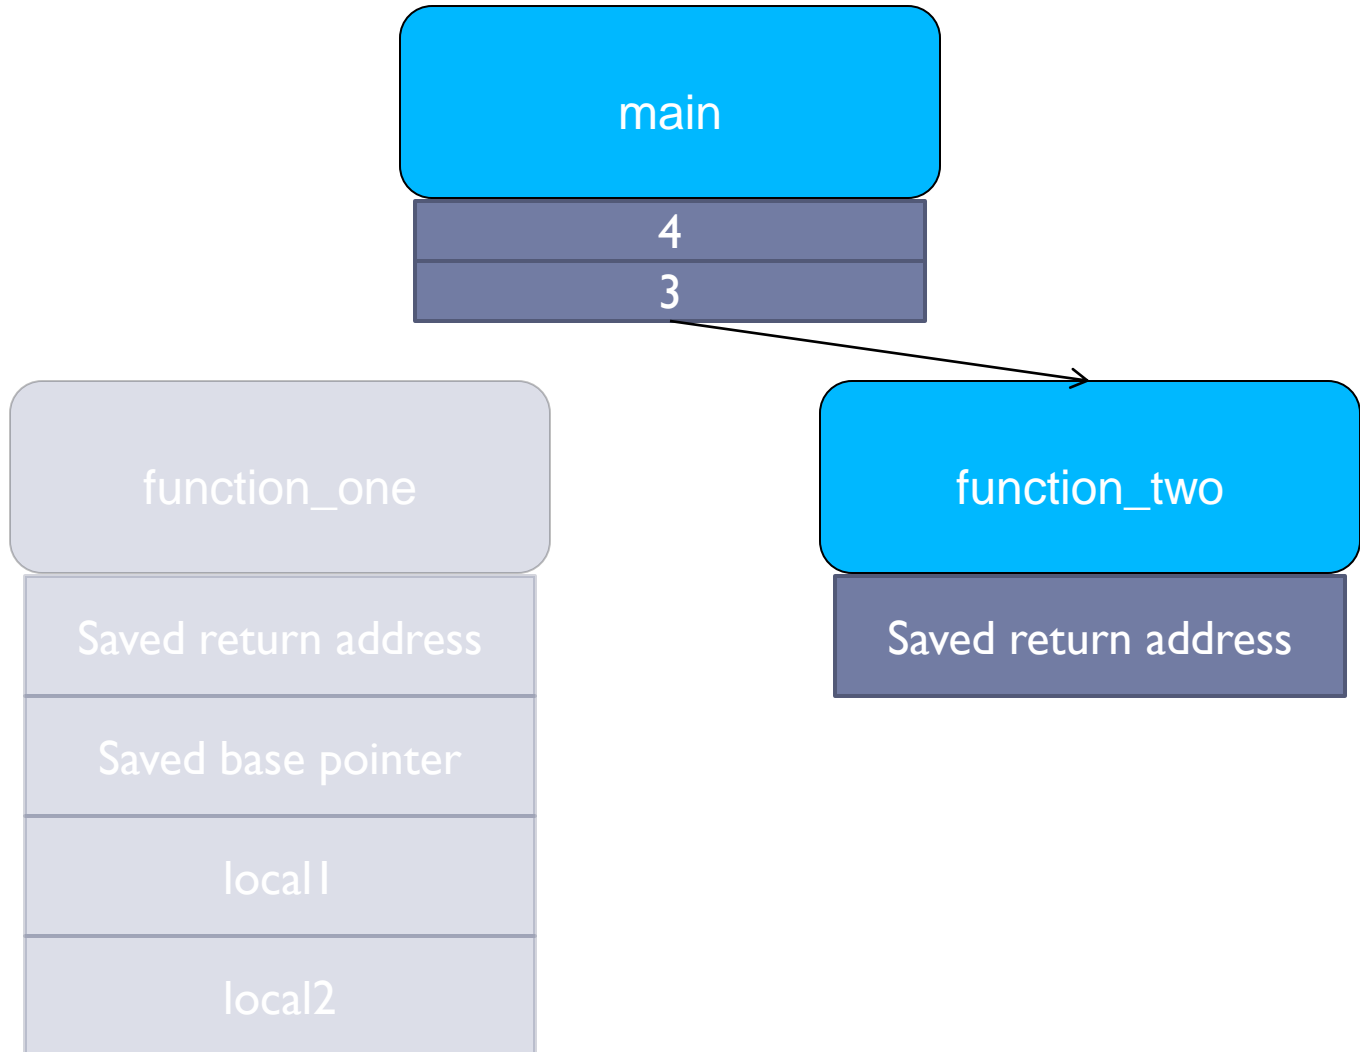 main
4
3
function_one
Saved return address
Saved base pointer
local1
local2
function_two
Saved return address